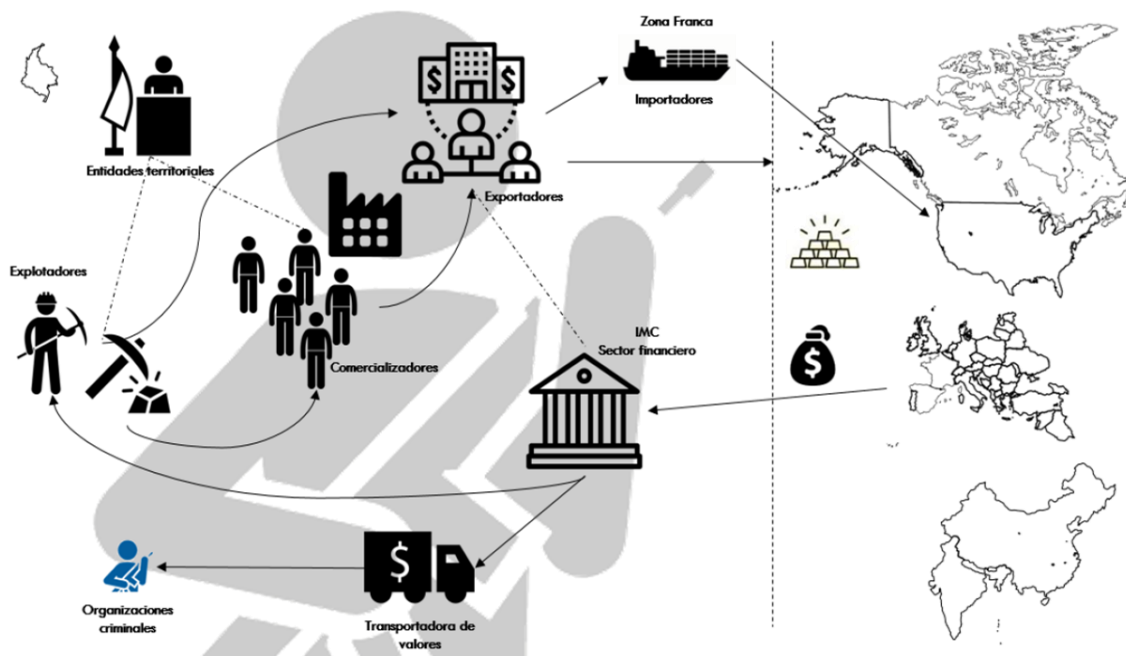 Zona Franca
$
$
Importadores
Entidades territoriales
Exportadores
Explotadores
IMC
Sector financiero
Comercializadores
$
$
Organizaciones
criminales
Transportadora de
valores